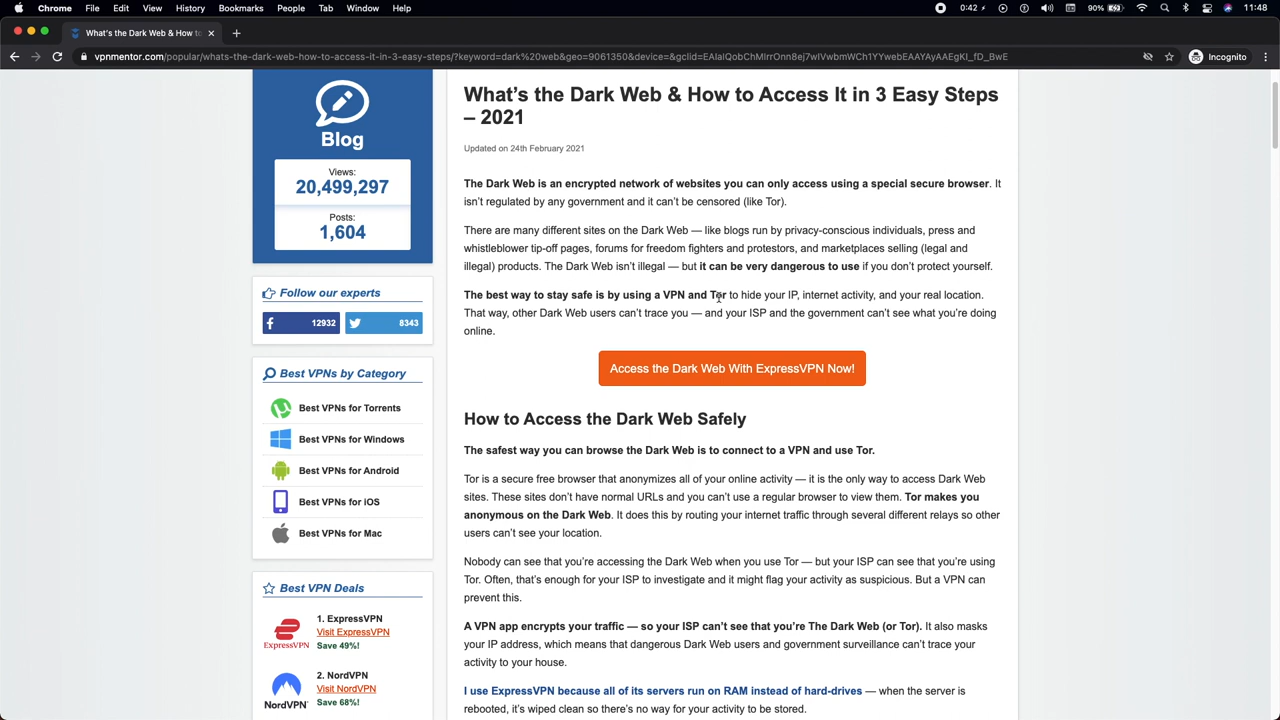 Chrome File Edit View History Bookmarks People Tab Window Help
0:42 90% 11:48
What's the Dark Web & How to
vpnmentor.com/popular/whats-the-dark-web-how-to-access-it-in-3-easy-steps/?keyword=dark%20web&geo=9061350&device=&gclid=EAIaIQobChMIrrOnn8ej7wIVwbmWCh1YYwebEAAYAyAAEgKI_fD_BwE
Incognito
Blog
Views:
20,499,297
Posts:
1,604
Follow our experts
12932 8343
Best VPNs by Category
Best VPNs for Torrents
Best VPNs for Windows
Best VPNs for Android
Best VPNs for iOS
Best VPNs for Mac
Best VPN Deals
ExpressVPN
1. ExpressVPN
Visit ExpressVPN
Save 49%!
NordVPN
2. NordVPN
Visit NordVPN
Save 68%!
What's the Dark Web & How to Access It in 3 Easy Steps
– 2021
Updated on 24th February 2021
The Dark Web is an encrypted network of websites you can only access using a special secure browser. It
isn't regulated by any government and it can't be censored (like Tor).
There are many different sites on the Dark Web — like blogs run by privacy-conscious individuals, press and
whistleblower tip-off pages, forums for freedom fighters and protestors, and marketplaces selling (legal and
illegal) products. The Dark Web isn't illegal — but it can be very dangerous to use if you don't protect yourself.
The best way to stay safe is by using a VPN and Tor to hide your IP, internet activity, and your real location.
That way, other Dark Web users can't trace you — and your ISP and the government can't see what you're doing
online.
Access the Dark Web With ExpressVPN Now!
How to Access the Dark Web Safely
The safest way you can browse the Dark Web is to connect to a VPN and use Tor.
Tor is a secure free browser that anonymizes all of your online activity — it is the only way to access Dark Web
sites. These sites don't have normal URLs and you can't use a regular browser to view them. Tor makes you
anonymous on the Dark Web. It does this by routing your internet traffic through several different relays so other
users can't see your location.
Nobody can see that you're accessing the Dark Web when you use Tor — but your ISP can see that you're using
Tor. Often, that's enough for your ISP to investigate and it might flag your activity as suspicious. But a VPN can
prevent this.
A VPN app encrypts your traffic — so your ISP can't see that you're The Dark Web (or Tor). It also masks
your IP address, which means that dangerous Dark Web users and government surveillance can't trace your
activity to your house.
I use ExpressVPN because all of its servers run on RAM instead of hard-drives — when the server is
rebooted, it's wiped clean so there's no way for your activity to be stored.